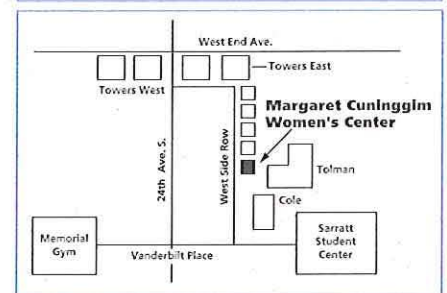 West End Ave.
Towers East
Towers West
Margaret Cuninggim
Women's Center
24th Ave. S.
West Side Row
Tolman
Cole
Memorial
Gym
Vanderbilt Place
Sarratt
Student
Center